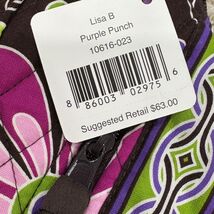 Lisa B
Purple Punch
10616-023
8 86003 02975 6
Suggested Retail $63.00